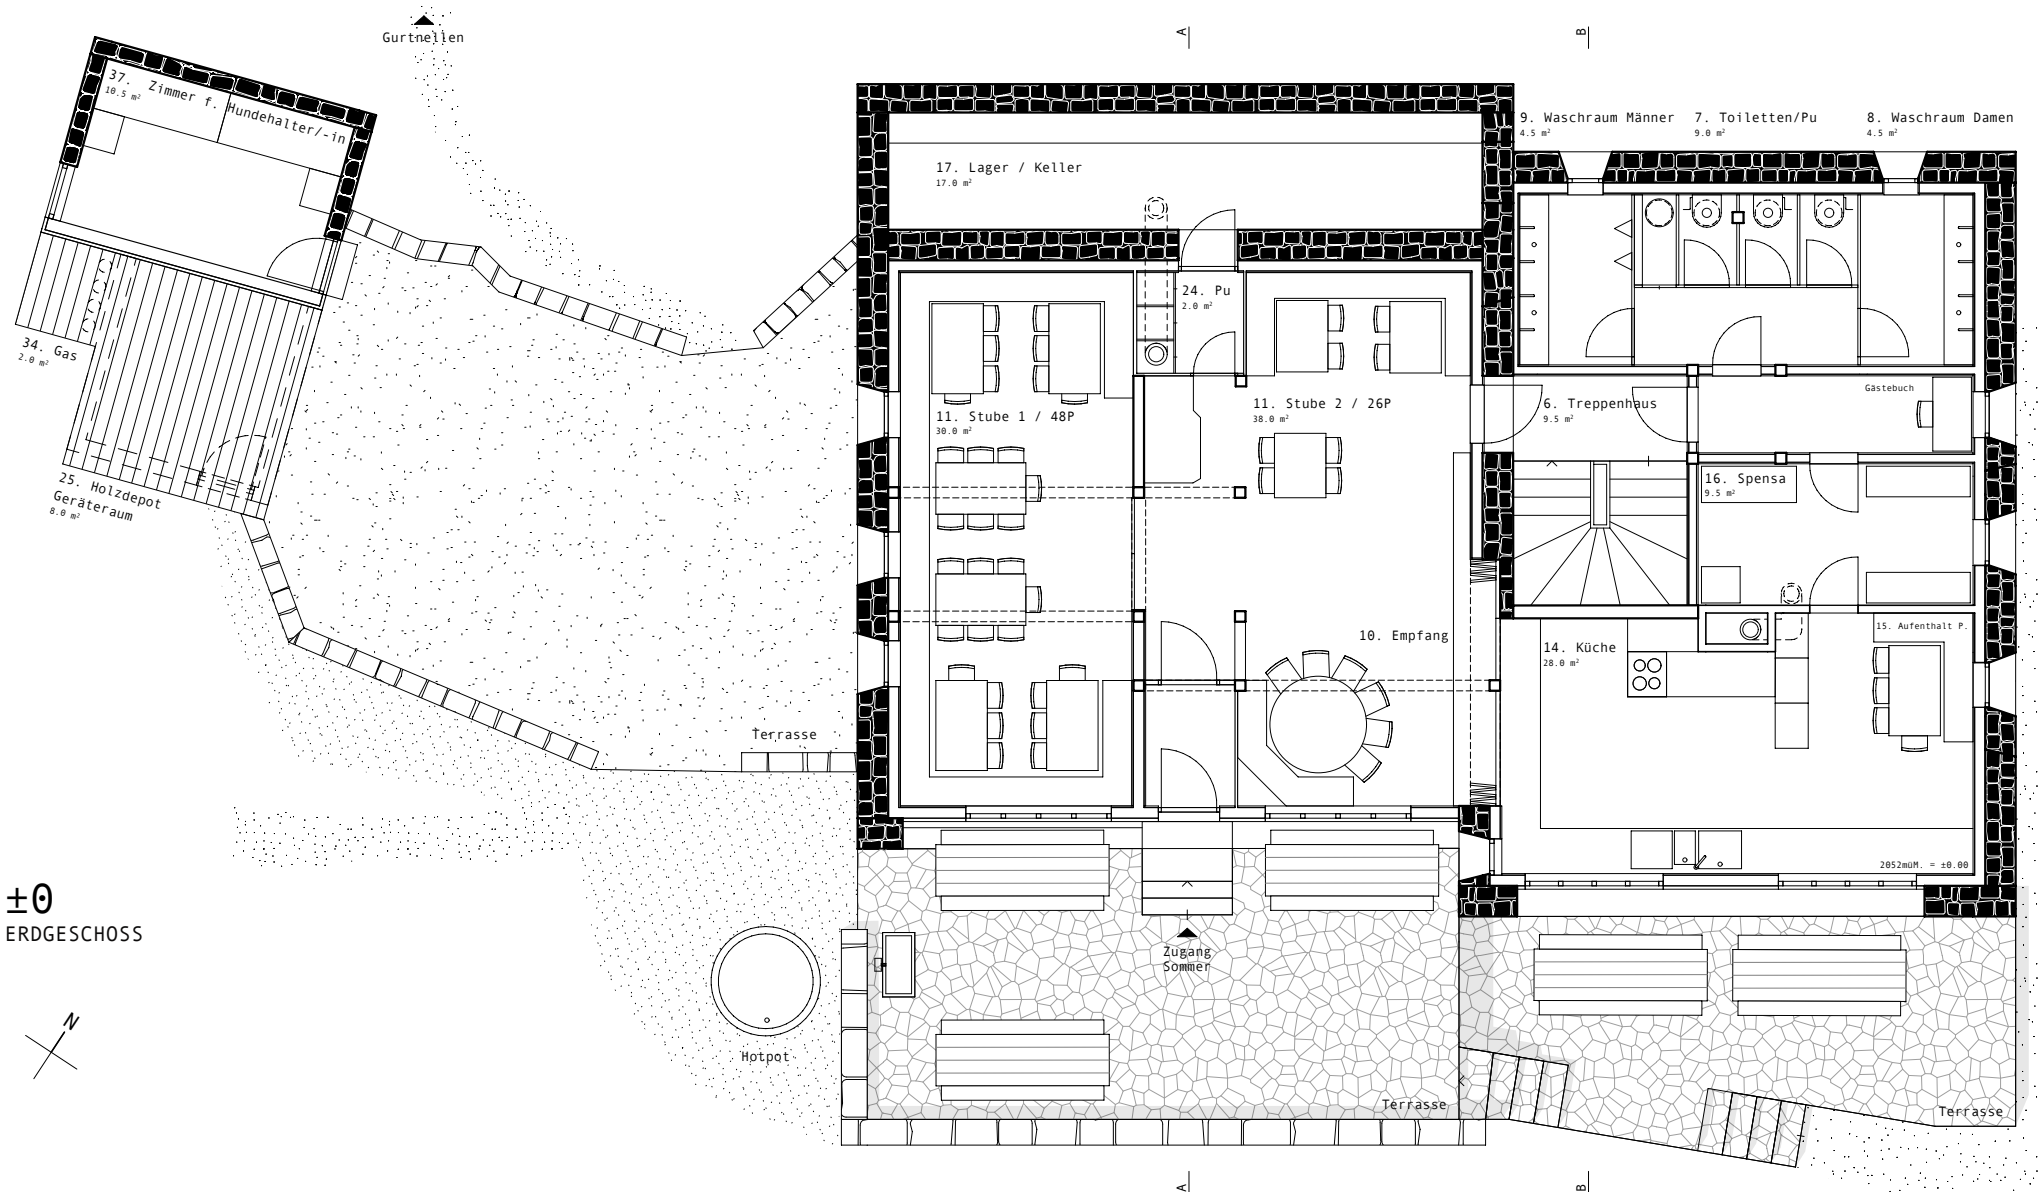 Gurtnellen
A
B
37. Zimmer f. Hundehalter/-in
10.5 m²
9. Waschraum Männer
4.5 m²
7. Toiletten/Pu
9.0 m²
8. Waschraum Damen
4.5 m²
17. Lager / Keller
17.0 m²
24. Pu
2.0 m²
34. Gas
2.0 m²
11. Stube 1 / 48P
30.0 m²
11. Stube 2 / 26P
38.0 m²
6. Treppenhaus
9.5 m²
Gästebuch
25. Holzdepot
Geräteraum
8.0 m²
16. Spensa
9.5 m²
10. Empfang
14. Küche
28.0 m²
15. Aufenthalt P.
Terrasse
2052müM. = ±0.00
±0
ERDGESCHOSS
Zugang
Sommer
N
Hotpot
Terrasse
Terrasse
A
B